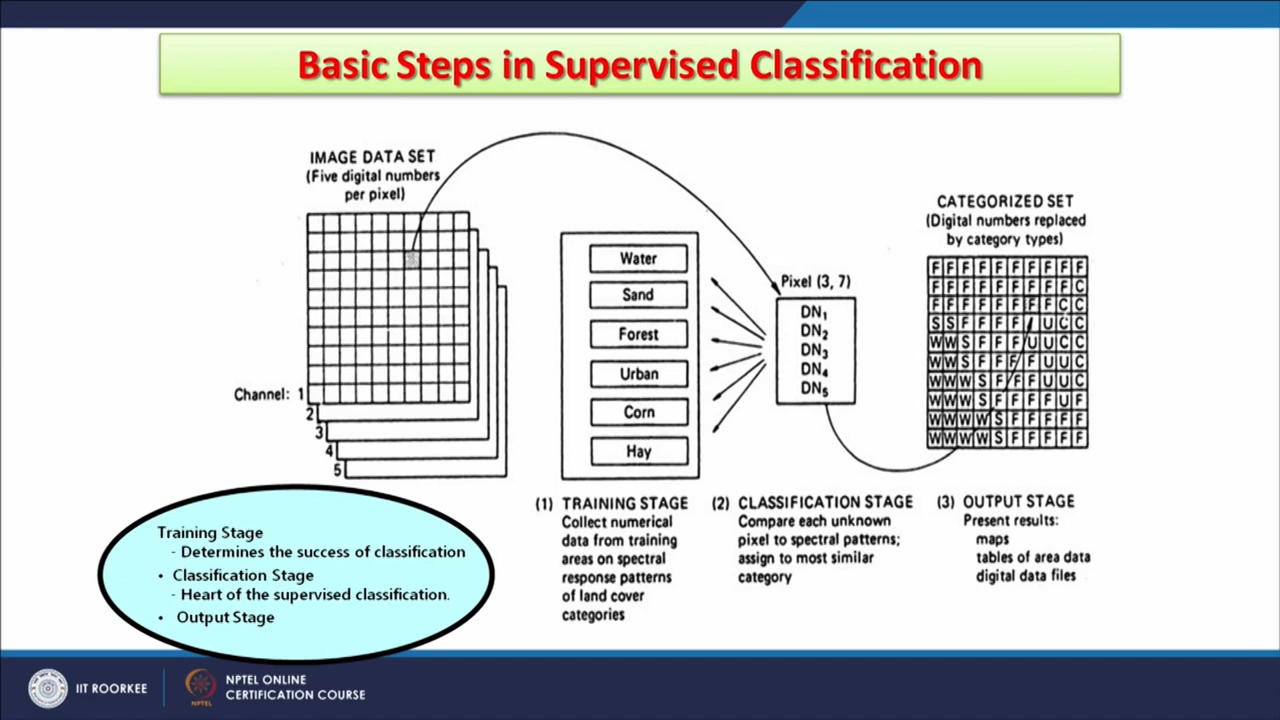 Basic Steps in Supervised Classification
IMAGE DATA SET
(Five digital numbers
per pixel)
Channel: 1
2
3
4
5
Water
Sand
Forest
Urban
Corn
Hay
Pixel (3, 7)
DN1
DN2
DN3
DN4
DN5
CATEGORIZED SET
(Digital numbers replaced
by category types)
F F F F F F F F F F
F F F F F F F F F C
F F F F F F F F C C
S S F F F F U C C
W W S F F F U U C C
W W S F F F F U U C
W W W S F F F U U C
W W W S F F F F U F
W W W W S F F F F F
W W W W S F F F F F
(1) TRAINING STAGE
Collect numerical
data from training
areas on spectral
response patterns
of land cover
categories
(2) CLASSIFICATION STAGE
Compare each unknown
pixel to spectral patterns;
assign to most similar
category
(3) OUTPUT STAGE
Present results:
maps
tables of area data
digital data files
Training Stage
- Determines the success of classification
• Classification Stage
- Heart of the supervised classification.
• Output Stage
IIT ROORKEE
NPTEL
NPTEL ONLINE
CERTIFICATION COURSE